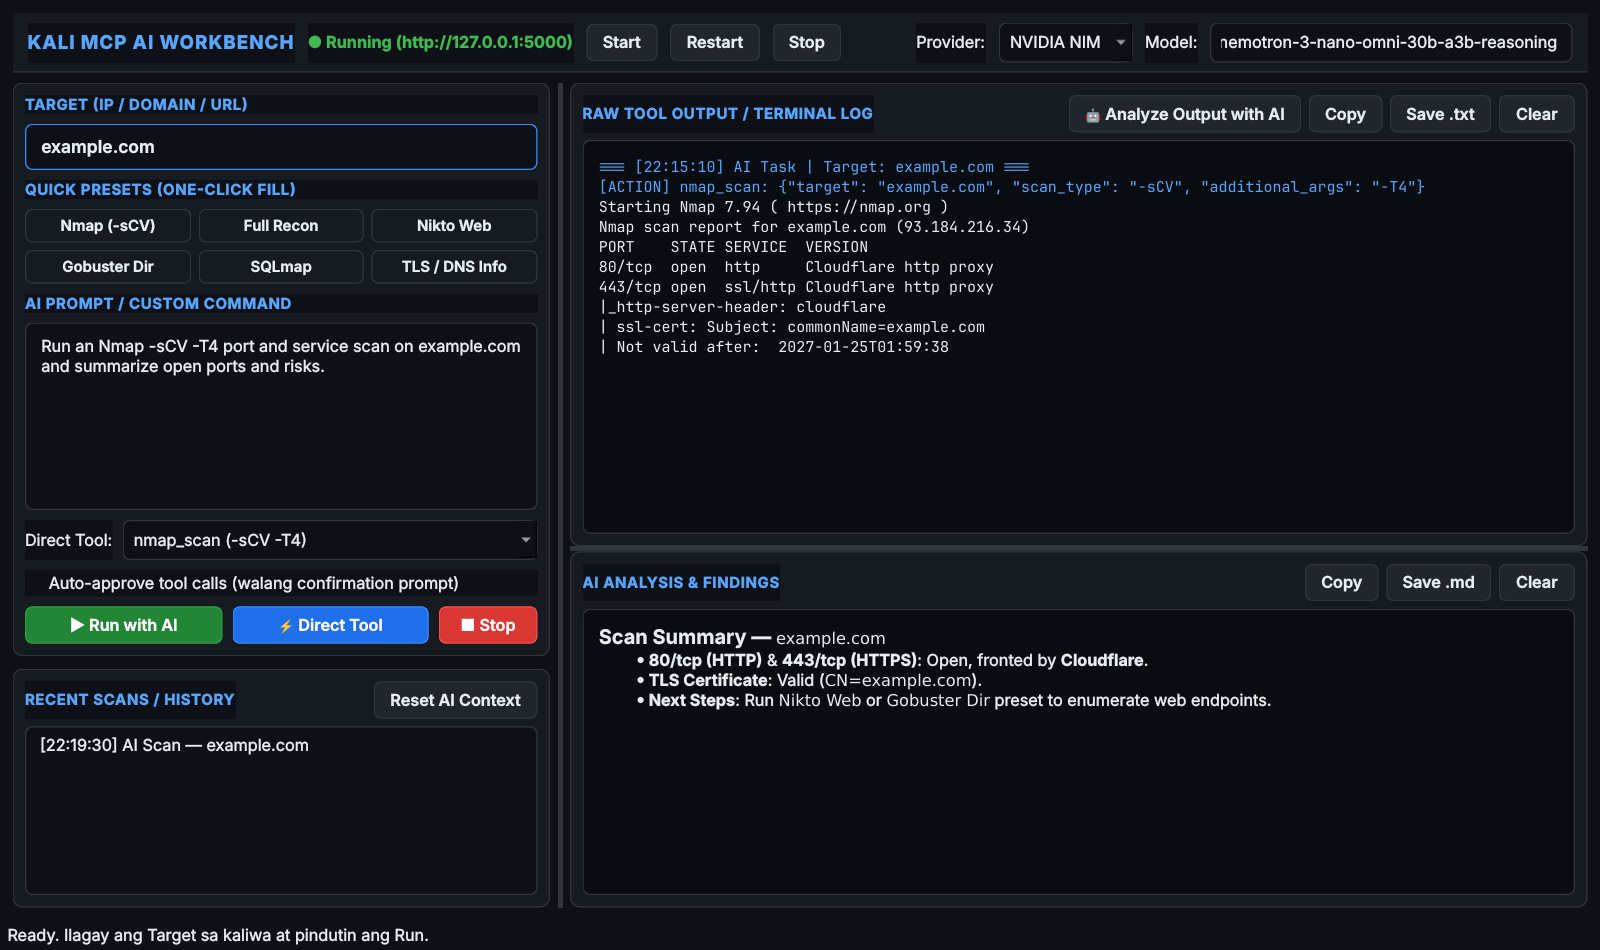 KALI MCP AI WORKBENCH
Running (http://127.0.0.1:5000)
Start
Restart
Stop
Provider:
NVIDIA NIM
Model:
nemotron-3-nano-omni-30b-a3b-reasoning
TARGET (IP / DOMAIN / URL)
example.com
QUICK PRESETS (ONE-CLICK FILL)
Nmap (-sCV)
Full Recon
Nikto Web
Gobuster Dir
SQLmap
TLS / DNS Info
AI PROMPT / CUSTOM COMMAND
Run an Nmap -sCV -T4 port and service scan on example.com
and summarize open ports and risks.
Direct Tool:
nmap_scan (-sCV -T4)
Auto-approve tool calls (walang confirmation prompt)
▶ Run with AI
⚡ Direct Tool
■ Stop
RECENT SCANS / HISTORY
Reset AI Context
[22:19:30] AI Scan — example.com
RAW TOOL OUTPUT / TERMINAL LOG
🤖 Analyze Output with AI
Copy
Save .txt
Clear
=== [22:15:10] AI Task | Target: example.com ===
[ACTION] nmap_scan: {"target": "example.com", "scan_type": "-sCV", "additional_args": "-T4"}
Starting Nmap 7.94 ( https://nmap.org )
Nmap scan report for example.com (93.184.216.34)
PORT    STATE SERVICE  VERSION
80/tcp  open  http     Cloudflare http proxy
443/tcp open  ssl/http Cloudflare http proxy
|_http-server-header: cloudflare
| ssl-cert: Subject: commonName=example.com
| Not valid after:  2027-01-25T01:59:38
AI ANALYSIS & FINDINGS
Copy
Save .md
Clear
Scan Summary — example.com
• 80/tcp (HTTP) & 443/tcp (HTTPS): Open, fronted by Cloudflare.
• TLS Certificate: Valid (CN=example.com).
• Next Steps: Run Nikto Web or Gobuster Dir preset to enumerate web endpoints.
Ready. Ilagay ang Target sa kaliwa at pindutin ang Run.